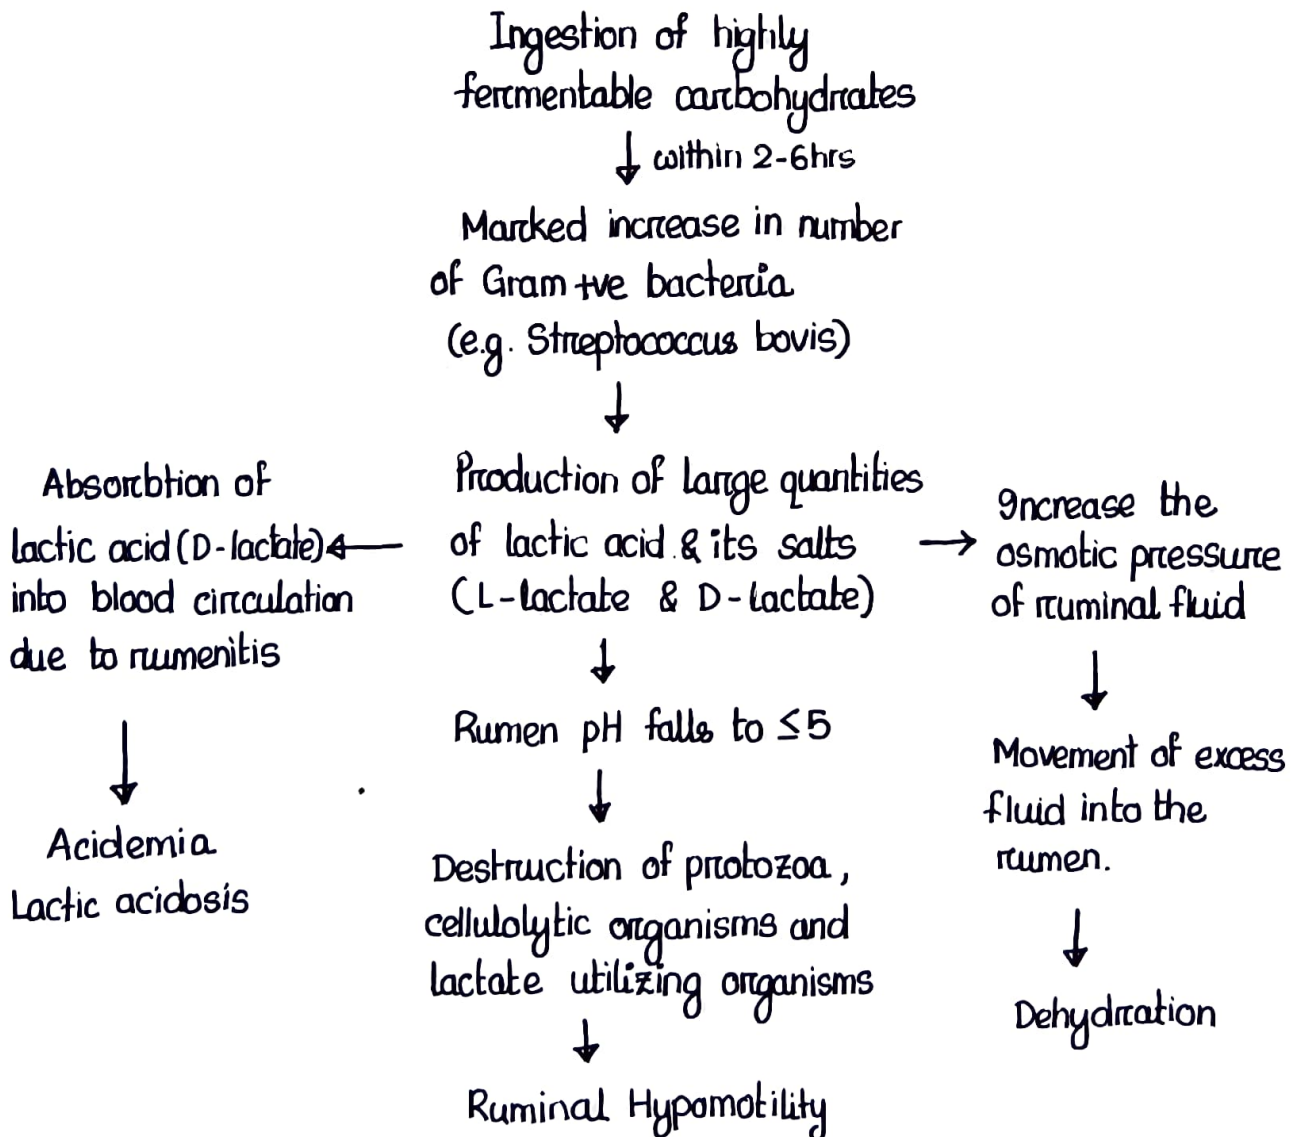 Ingestion of highly
fermentable carbohydrates
within 2-6hrs
Marked increase in number
of Gram +ve bacteria
(e.g. Streptococcus bovis)
Production of large quantities
of lactic acid & its salts
(L-lactate & D-lactate)
Absorbtion of
lactic acid (D-lactate)
into blood circulation
due to rumenitis
Acidemia
Lactic acidosis
Rumen pH falls to ≤5
Destruction of protozoa,
cellulolytic organisms and
lactate utilizing organisms
Ruminal Hypomotility
Increase the
osmotic pressure
of ruminal fluid
Movement of excess
fluid into the
rumen.
Dehydration